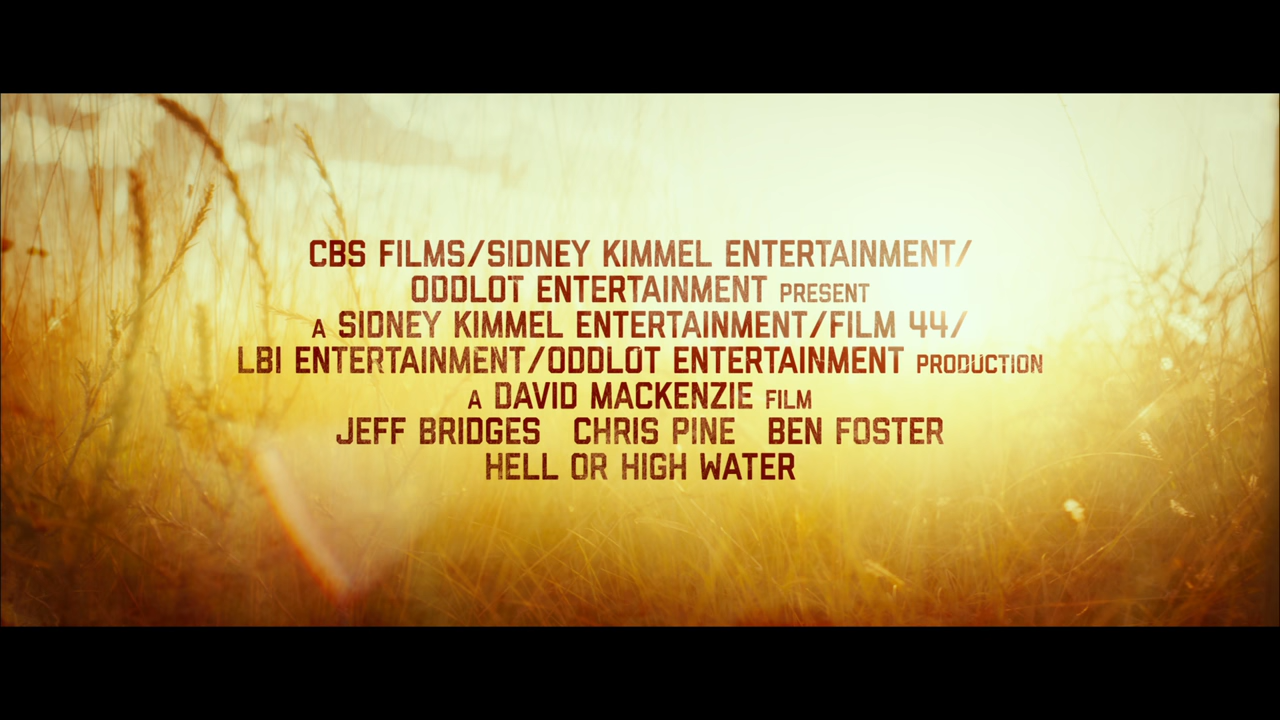 CBS FILMS/SIDNEY KIMMEL ENTERTAINMENT/
ODDLOT ENTERTAINMENT PRESENT
A SIDNEY KIMMEL ENTERTAINMENT/FILM 44/
LBI ENTERTAINMENT/ODDLOT ENTERTAINMENT PRODUCTION
A DAVID MACKENZIE FILM
JEFF BRIDGES CHRIS PINE BEN FOSTER
HELL OR HIGH WATER